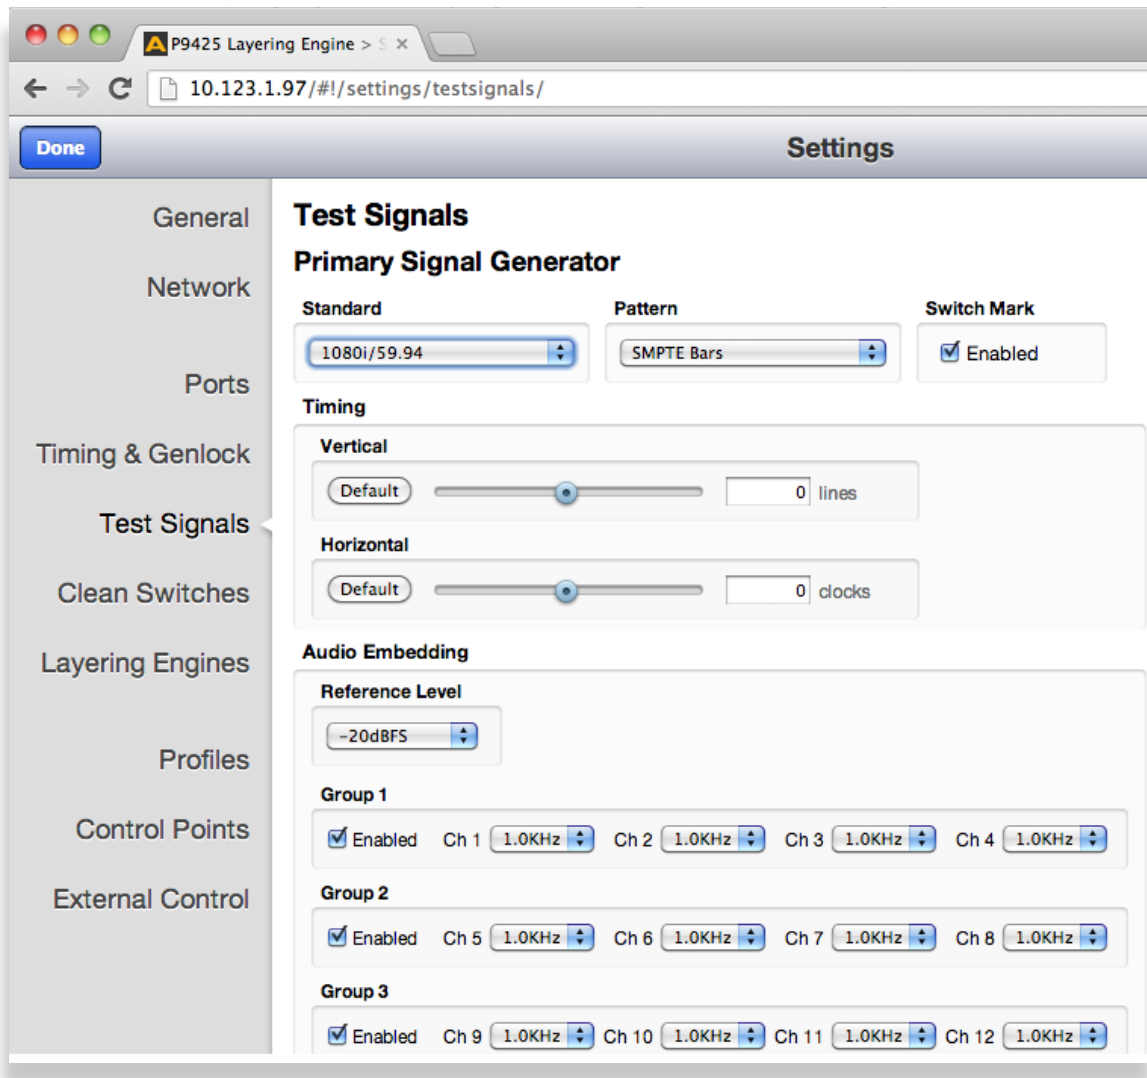 P9425 Layering Engine > S
10.123.1.97/#!/settings/testsignals/
Done
Settings
General
Network
Ports
Timing & Genlock
Test Signals
Clean Switches
Layering Engines
Profiles
Control Points
External Control
Test Signals
Primary Signal Generator
Standard
1080i/59.94
Pattern
SMPTE Bars
Switch Mark
Enabled
Timing
Vertical
Default 0 lines
Horizontal
Default 0 clocks
Audio Embedding
Reference Level
-20dBFS
Group 1
Enabled Ch 1 1.0KHz Ch 2 1.0KHz Ch 3 1.0KHz Ch 4 1.0KHz
Group 2
Enabled Ch 5 1.0KHz Ch 6 1.0KHz Ch 7 1.0KHz Ch 8 1.0KHz
Group 3
Enabled Ch 9 1.0KHz Ch 10 1.0KHz Ch 11 1.0KHz Ch 12 1.0KHz